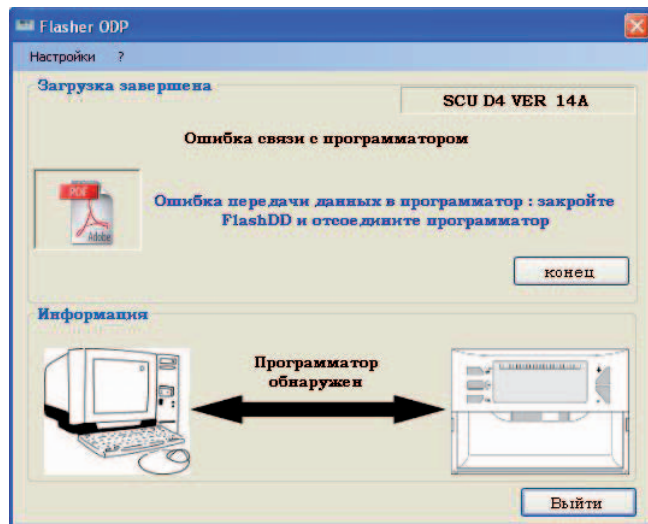 Flasher ODP
Настройки ?
Загрузка завершена
SCU D4 VER 14A
Ошибка связи с программатором
PDF
Adobe
Ошибка передачи данных в программатор : закройте
FlashDD и отсоедините программатор
конец
Информация
Программатор
обнаружен
Выйти